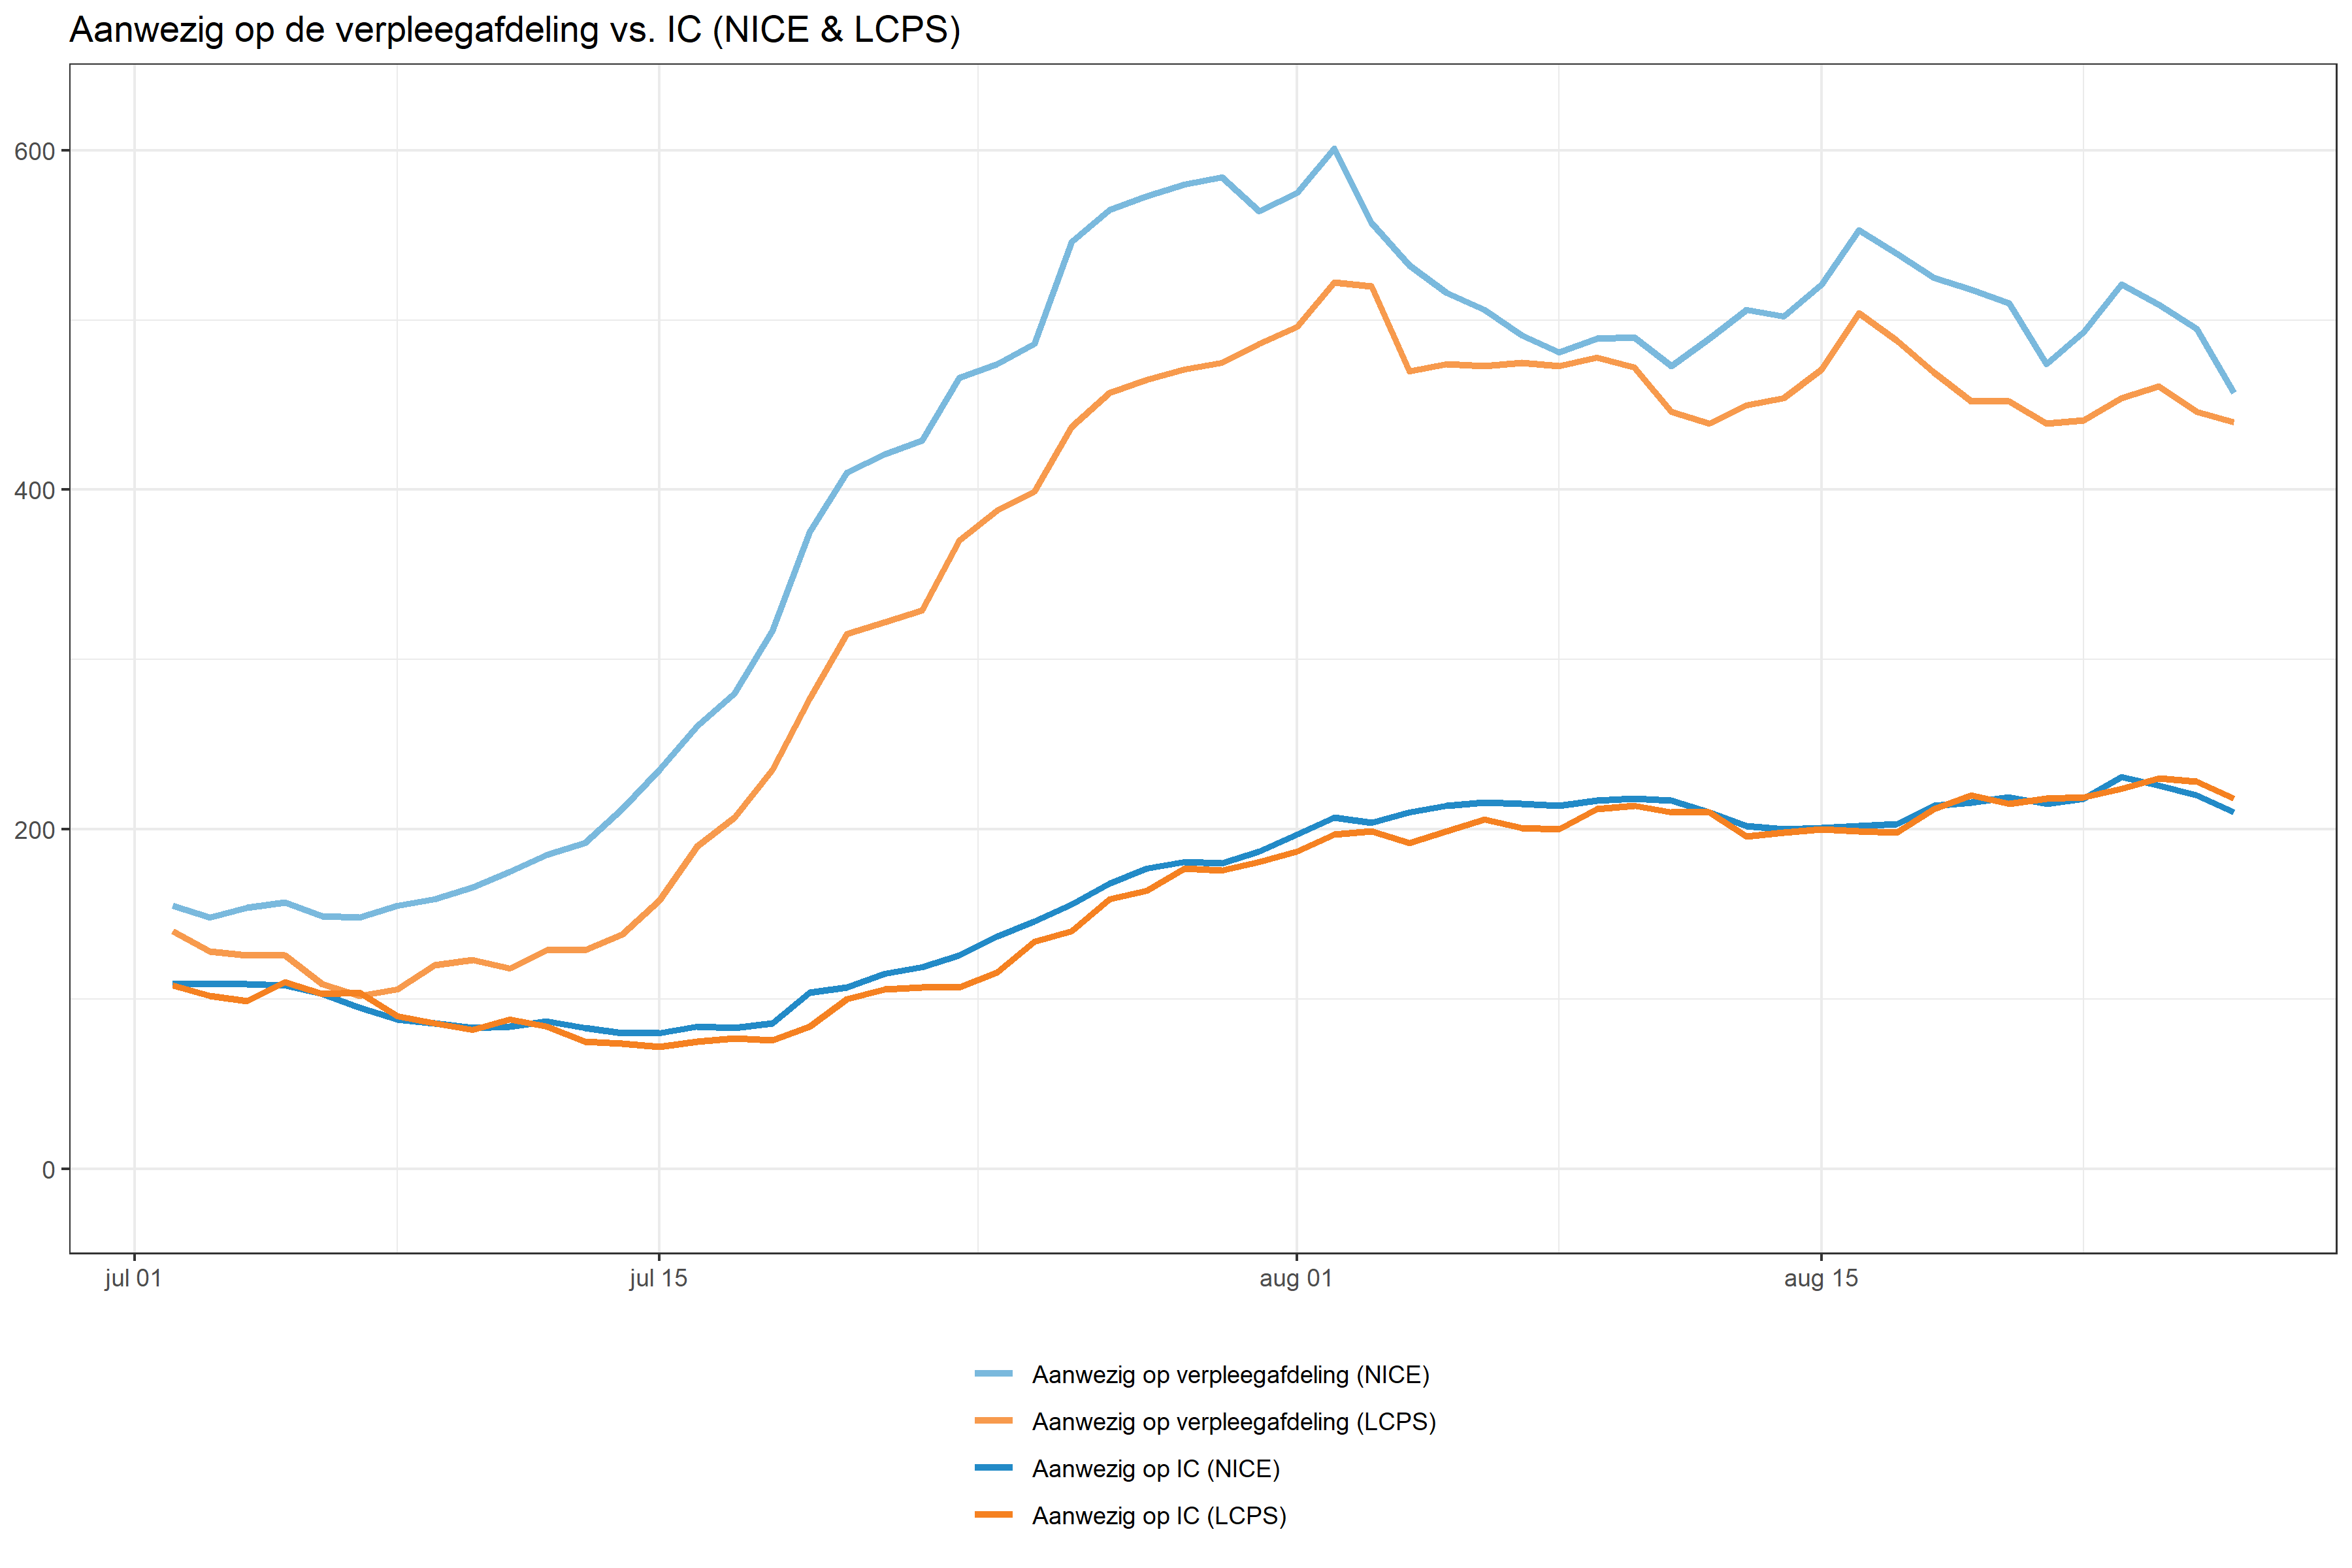 Aanwezig op de verpleegafdeling vs. IC (NICE & LCPS)
600
400
200
0
jul 01 jul 15 aug 01 aug 15
Aanwezig op verpleegafdeling (NICE)
Aanwezig op verpleegafdeling (LCPS)
Aanwezig op IC (NICE)
Aanwezig op IC (LCPS)